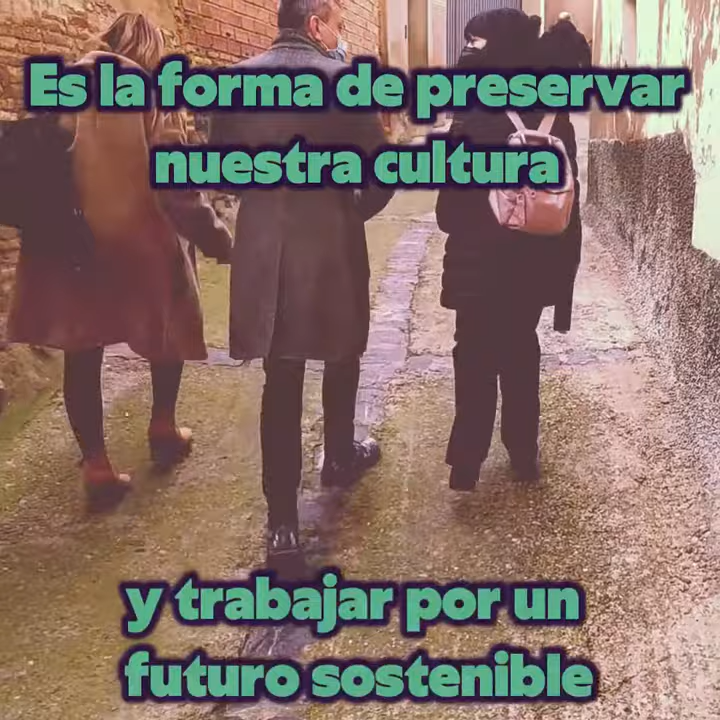 Es la forma de preservar
nuestra cultura
y trabajar por un
futuro sostenible